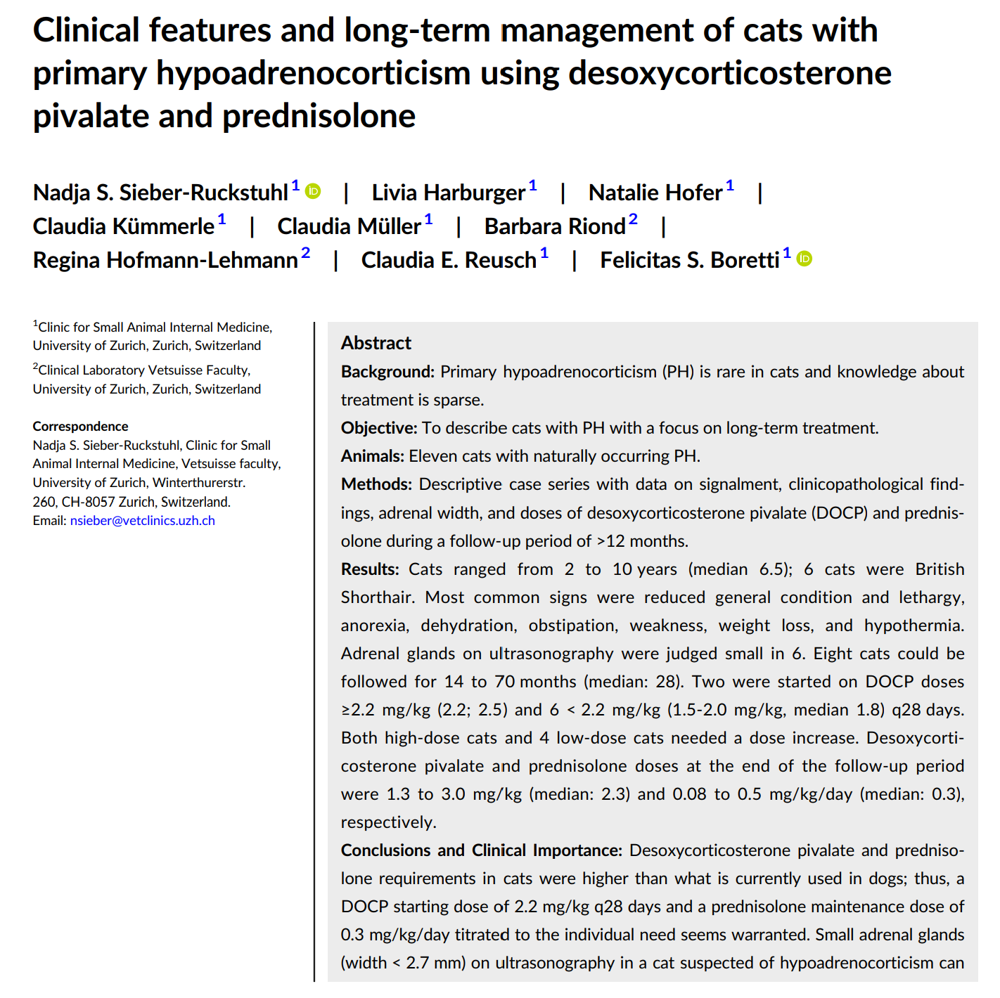 Clinical features and long-term management of cats with
primary hypoadrenocorticism using desoxycorticosterone
pivalate and prednisolone
Nadja S. Sieber-Ruckstuhl1 iD | Livia Harburger1 | Natalie Hofer1 |
Claudia Kümmerle1 | Claudia Müller1 | Barbara Riond2 |
Regina Hofmann-Lehmann2 | Claudia E. Reusch1 | Felicitas S. Boretti1 iD
1Clinic for Small Animal Internal Medicine,
University of Zurich, Zurich, Switzerland
2Clinical Laboratory Vetsuisse Faculty,
University of Zurich, Zurich, Switzerland
Correspondence
Nadja S. Sieber-Ruckstuhl, Clinic for Small
Animal Internal Medicine, Vetsuisse faculty,
University of Zurich, Winterthurerstr.
260, CH-8057 Zurich, Switzerland.
Email: nsieber@vetclinics.uzh.ch
Abstract
Background: Primary hypoadrenocorticism (PH) is rare in cats and knowledge about
treatment is sparse.
Objective: To describe cats with PH with a focus on long-term treatment.
Animals: Eleven cats with naturally occurring PH.
Methods: Descriptive case series with data on signalment, clinicopathological find-
ings, adrenal width, and doses of desoxycorticosterone pivalate (DOCP) and prednis-
olone during a follow-up period of >12 months.
Results: Cats ranged from 2 to 10 years (median 6.5); 6 cats were British
Shorthair. Most common signs were reduced general condition and lethargy,
anorexia, dehydration, obstipation, weakness, weight loss, and hypothermia.
Adrenal glands on ultrasonography were judged small in 6. Eight cats could be
followed for 14 to 70 months (median: 28). Two were started on DOCP doses
≥2.2 mg/kg (2.2; 2.5) and 6 < 2.2 mg/kg (1.5-2.0 mg/kg, median 1.8) q28 days.
Both high-dose cats and 4 low-dose cats needed a dose increase. Desoxycorti-
costerone pivalate and prednisolone doses at the end of the follow-up period
were 1.3 to 3.0 mg/kg (median: 2.3) and 0.08 to 0.5 mg/kg/day (median: 0.3),
respectively.
Conclusions and Clinical Importance: Desoxycorticosterone pivalate and predniso-
lone requirements in cats were higher than what is currently used in dogs; thus, a
DOCP starting dose of 2.2 mg/kg q28 days and a prednisolone maintenance dose of
0.3 mg/kg/day titrated to the individual need seems warranted. Small adrenal glands
(width < 2.7 mm) on ultrasonography in a cat suspected of hypoadrenocorticism can